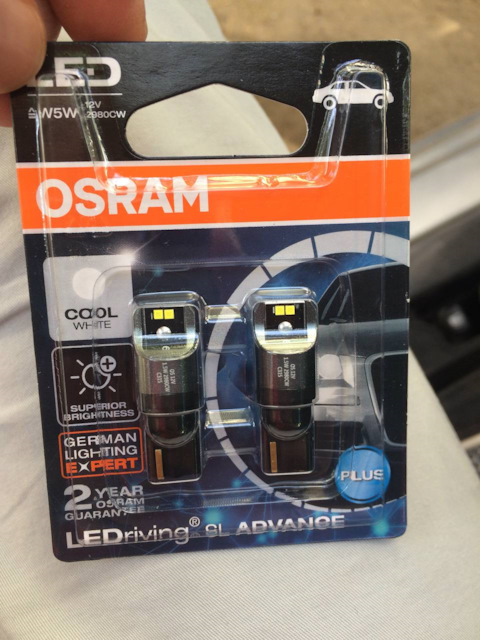 LED
≙W5W 12V
2980CW
OSRAM
COOL
WHITE
SUPERIOR
BRIGHTNESS
GERMAN
LIGHTING
EXPERT
2 YEAR
OSRAM
GUARANTEE
PLUS
LEDriving® SL ADVANCE